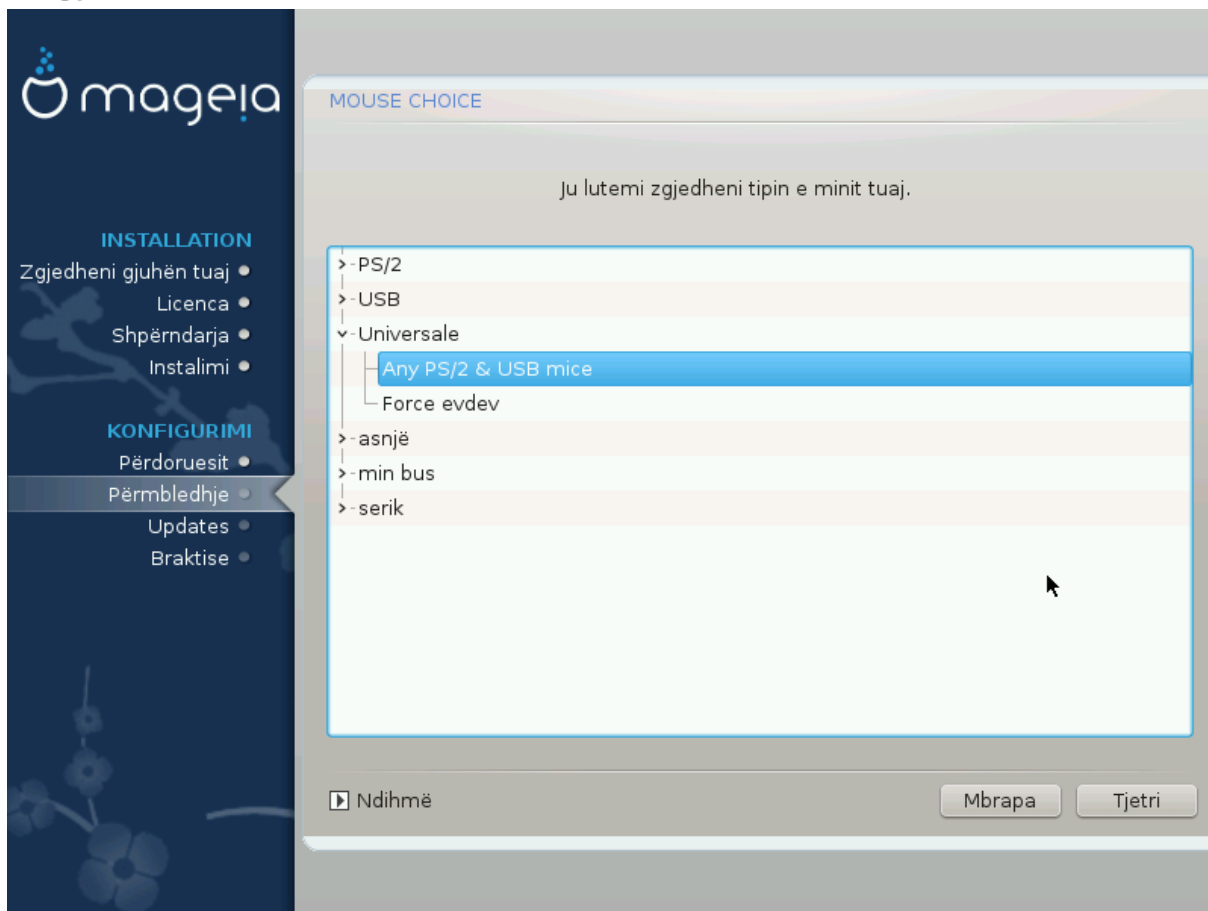 mageia
INSTALLATION
Zgjedheni gjuhën tuaj
Licenca
Shpërndarja
Instalimi
KONFIGURIMI
Përdoruesit
Përmbledhje
Updates
Braktise
MOUSE CHOICE
Ju lutemi zgjedheni tipin e minit tuaj.
PS/2
USB
Universale
Any PS/2 & USB mice
Force evdev
asnjë
min bus
serik
Ndihmë
Mbrapa
Tjetri